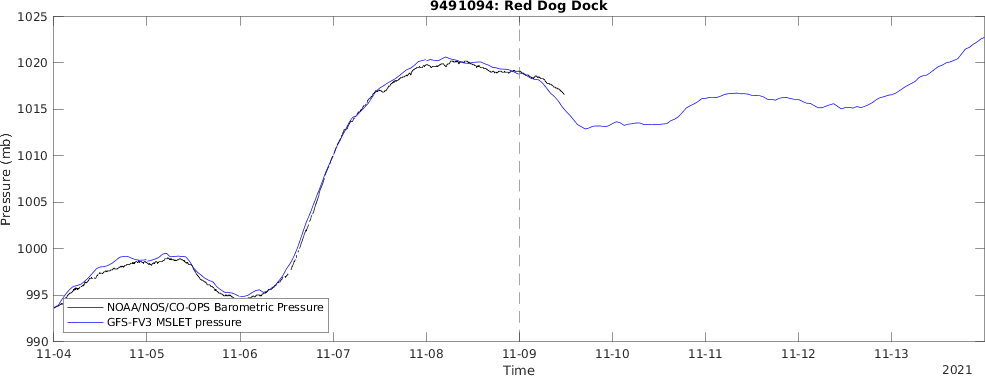 9491094: Red Dog Dock
1025
1020
1015
1010
1005
1000
995
990
Pressure (mb)
NOAA/NOS/CO-OPS Barometric Pressure
GFS-FV3 MSLET pressure
11-04 11-05 11-06 11-07 11-08 11-09 11-10 11-11 11-12 11-13
Time
2021